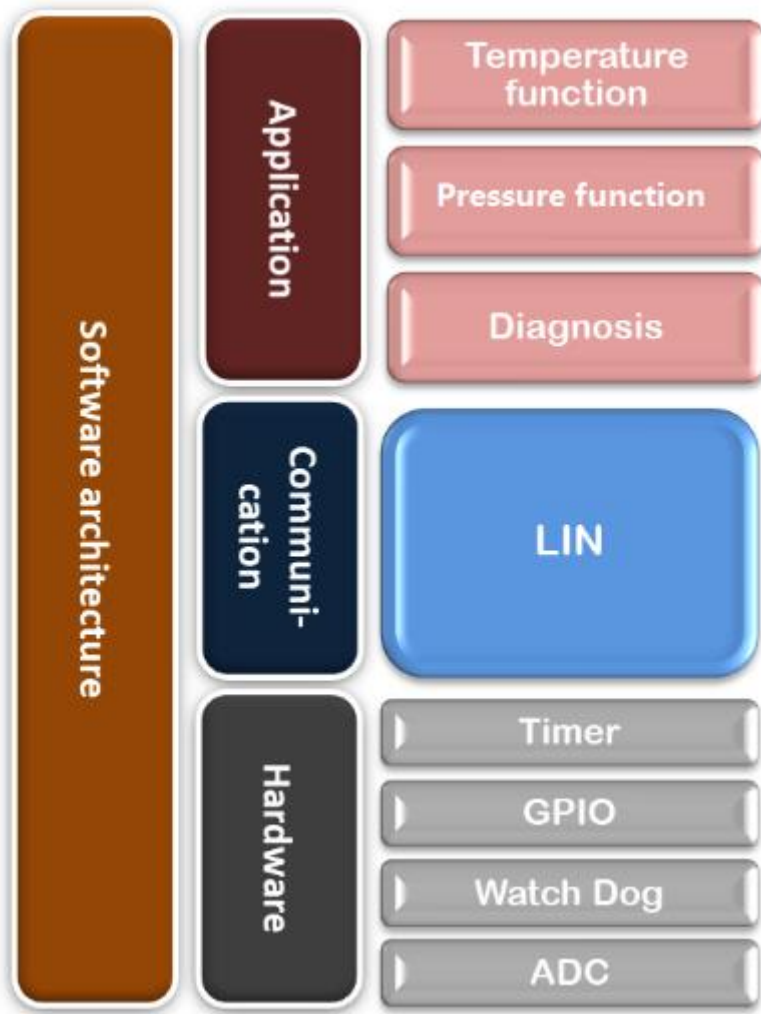 Software architecture
Application
Temperature
function
Pressure function
Diagnosis
Communi-
cation
LIN
Hardware
Timer
GPIO
Watch Dog
ADC